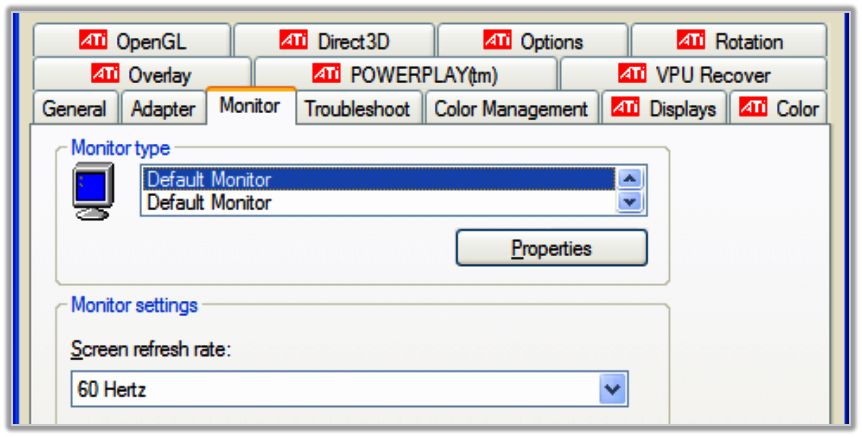 ATI OpenGL ATI Direct3D ATI Options ATI Rotation
ATI Overlay ATI POWERPLAY(tm) ATI VPU Recover
General Adapter Monitor Troubleshoot Color Management ATI Displays ATI Color
Monitor type
Default Monitor
Default Monitor
Properties
Monitor settings
Screen refresh rate:
60 Hertz